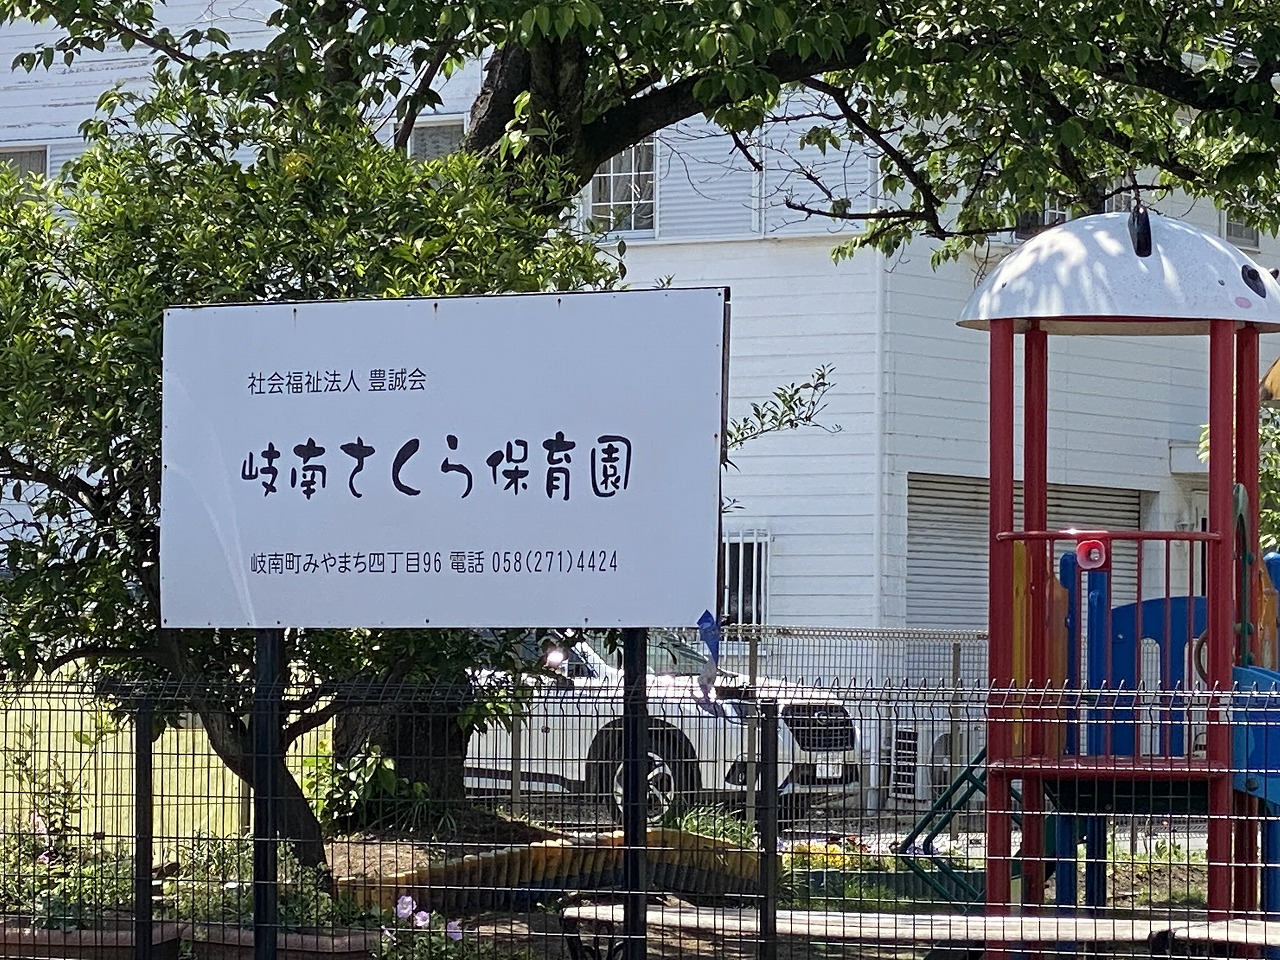 社会福祉法人 豊誠会
岐南さくら保育園
岐南町みやまち四丁目96 電話 058(271)4424